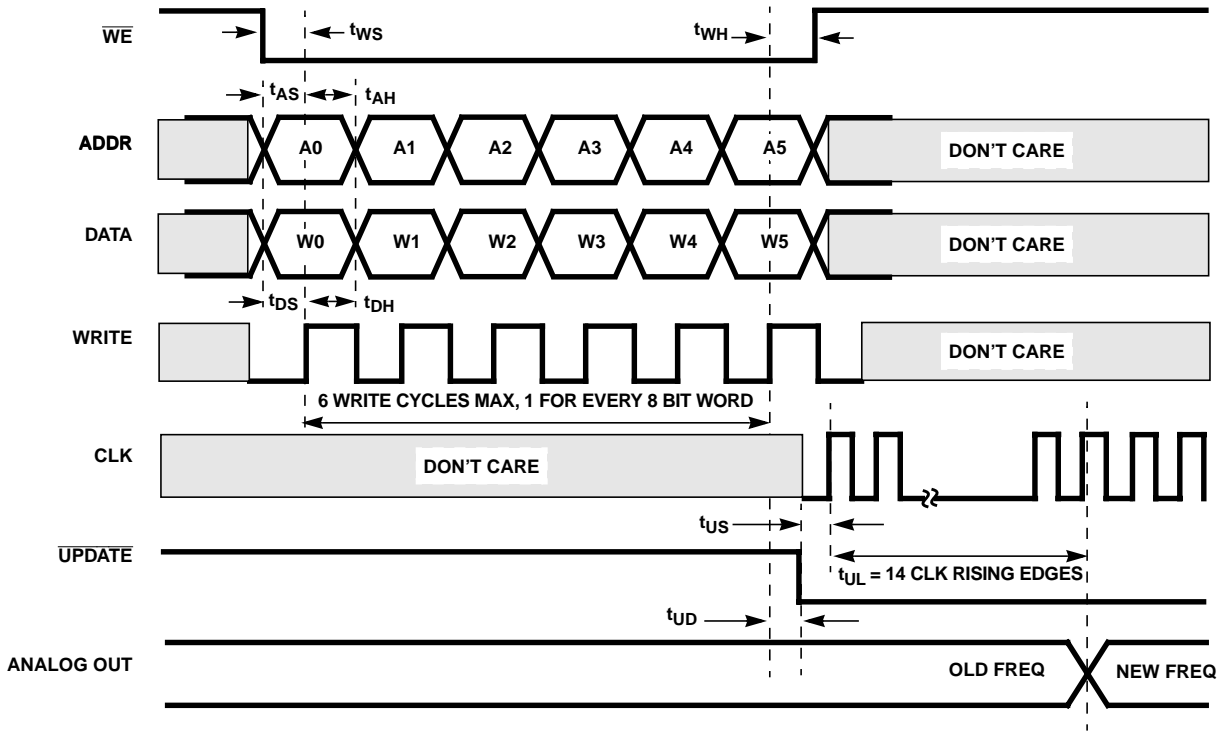 WE
tWS
tWH
tAS
tAH
ADDR
A0
A1
A2
A3
A4
A5
DON'T CARE
DATA
W0
W1
W2
W3
W4
W5
DON'T CARE
tDS
tDH
WRITE
DON'T CARE
6 WRITE CYCLES MAX, 1 FOR EVERY 8 BIT WORD
CLK
DON'T CARE
tUS
UPDATE
tUL = 14 CLK RISING EDGES
tUD
ANALOG OUT
OLD FREQ
NEW FREQ